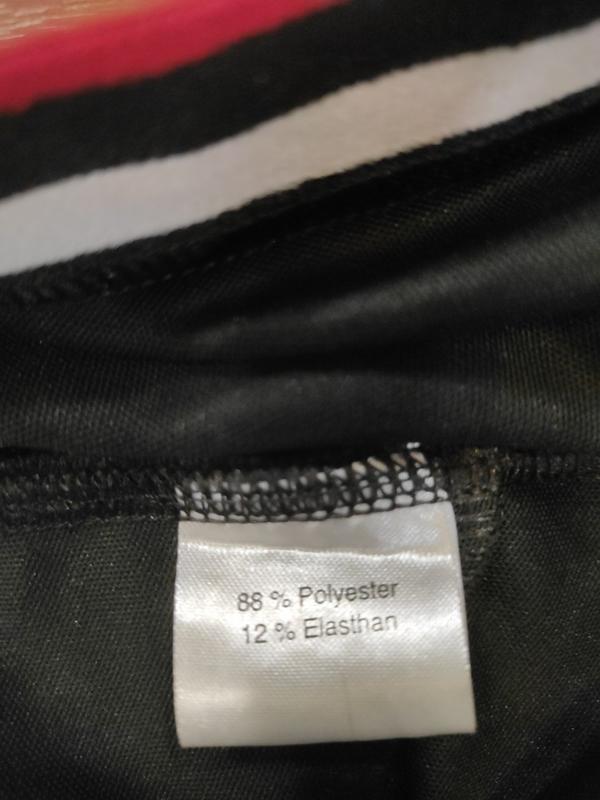 88 % Polyester
12 % Elasthan